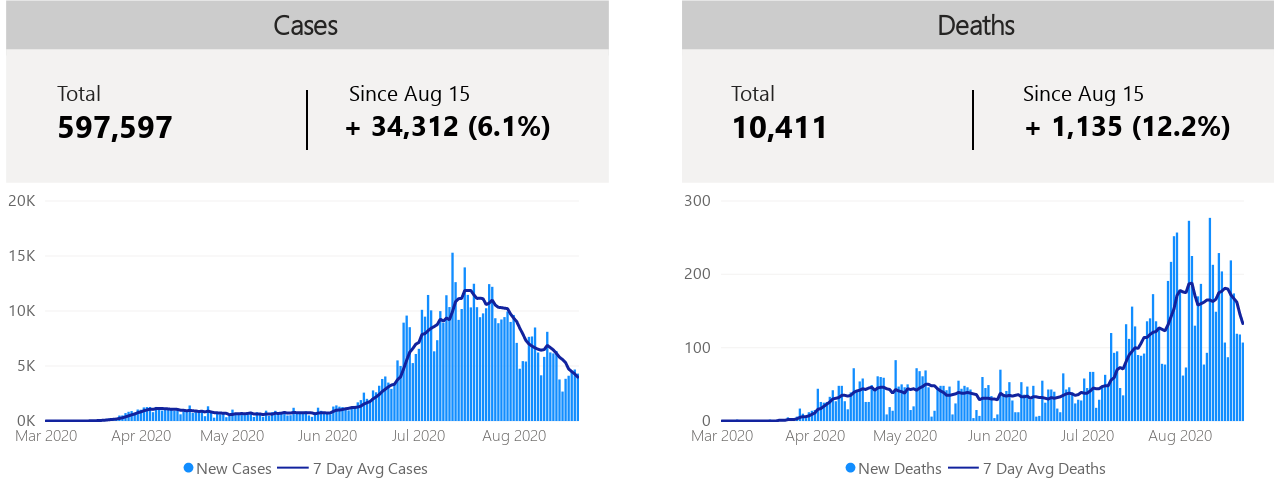 Cases
Total
597,597
Since Aug 15
+ 34,312 (6.1%)
20K
15K
10K
5K
0K
Mar 2020 Apr 2020 May 2020 Jun 2020 Jul 2020 Aug 2020
New Cases 7 Day Avg Cases
Deaths
Total
10,411
Since Aug 15
+ 1,135 (12.2%)
300
200
100
0
Mar 2020 Apr 2020 May 2020 Jun 2020 Jul 2020 Aug 2020
New Deaths 7 Day Avg Deaths